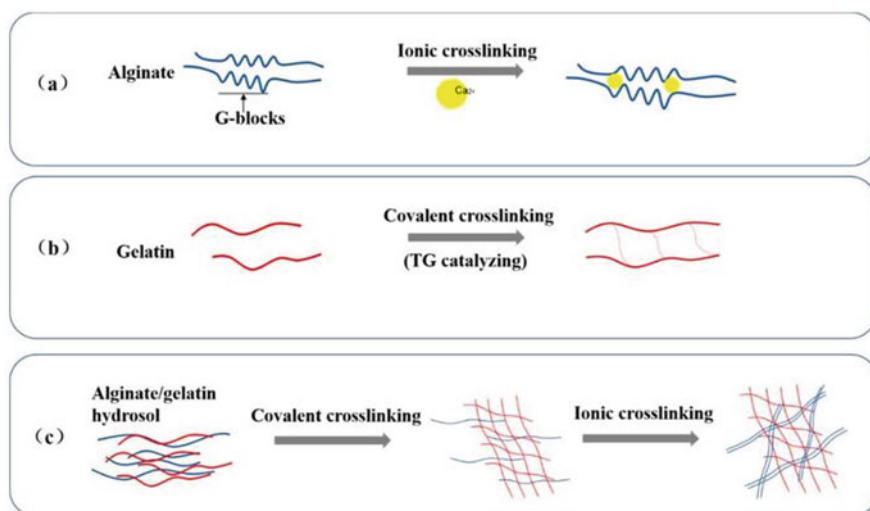 (a)
Alginate
G-blocks
Ionic crosslinking
Ca₂₊
(b)
Gelatin
Covalent crosslinking
(TG catalyzing)
(c)
Alginate/gelatin
hydrosol
Covalent crosslinking
Ionic crosslinking